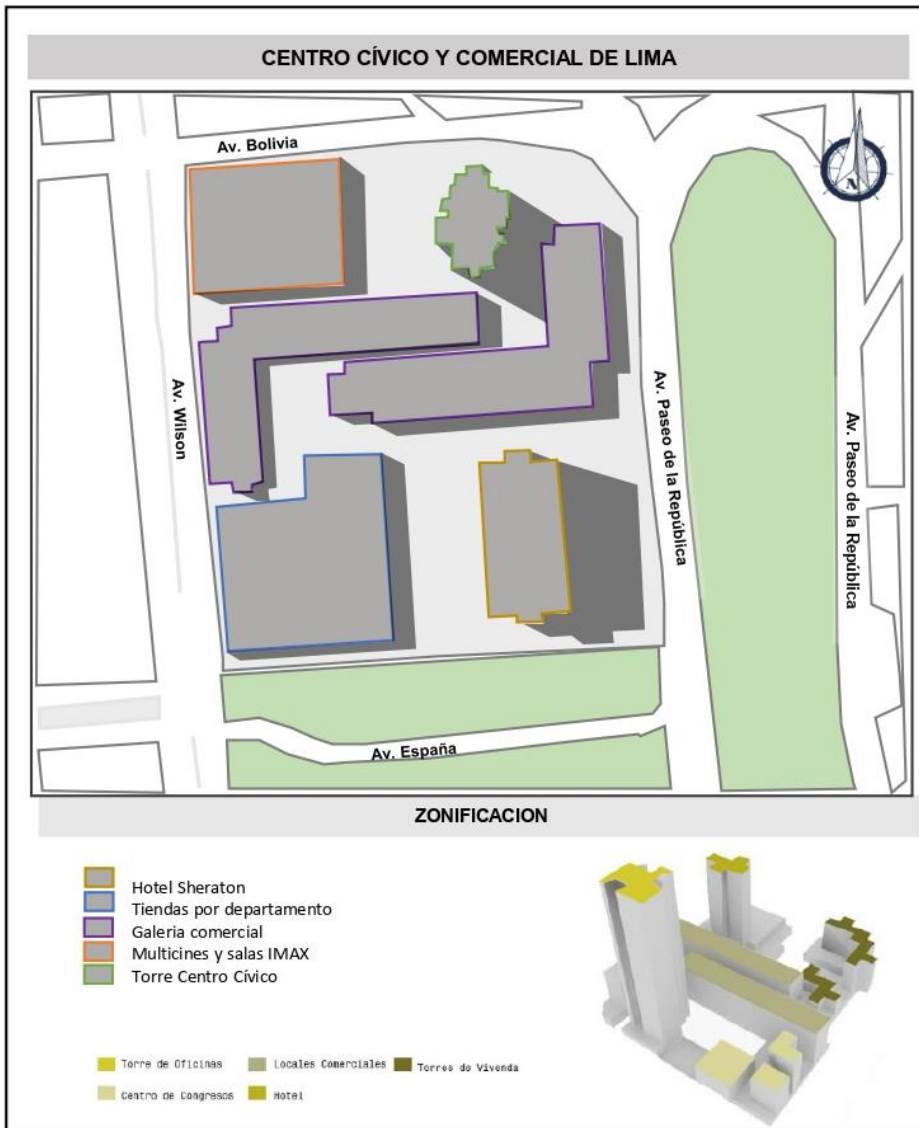 CENTRO CÍVICO Y COMERCIAL DE LIMA
Av. Bolivia
N
Av. Wilson
Av. Paseo de la República
Av. Paseo de la República
Av. España
ZONIFICACION
Hotel Sheraton
Tiendas por departamento
Galeria comercial
Multicines y salas IMAX
Torre Centro Cívico
Torre de Oficinas
Locales Comerciales
Torres de Vivenda
Centro de Congresos
Hotel